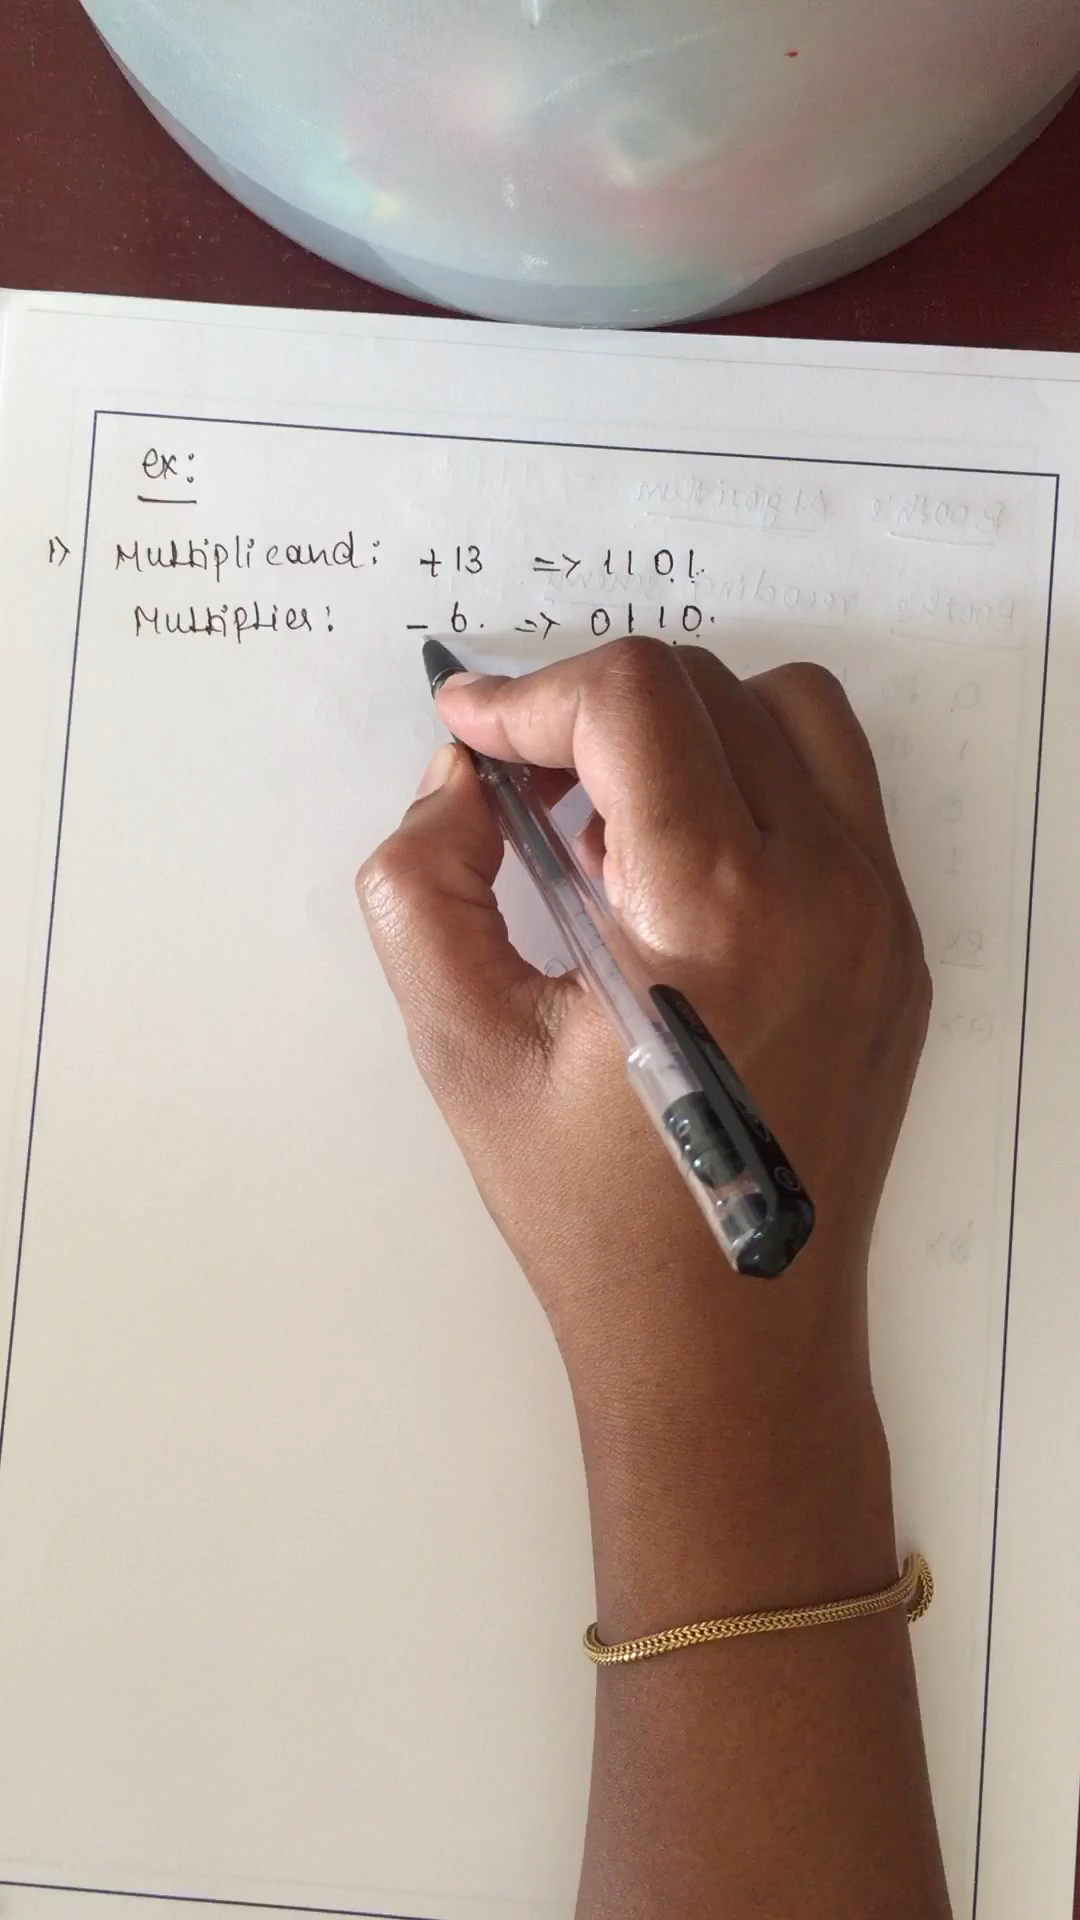 ex:
1) Multiplicand: +13 => 1101.
Multiplier: - 6. => 0110.